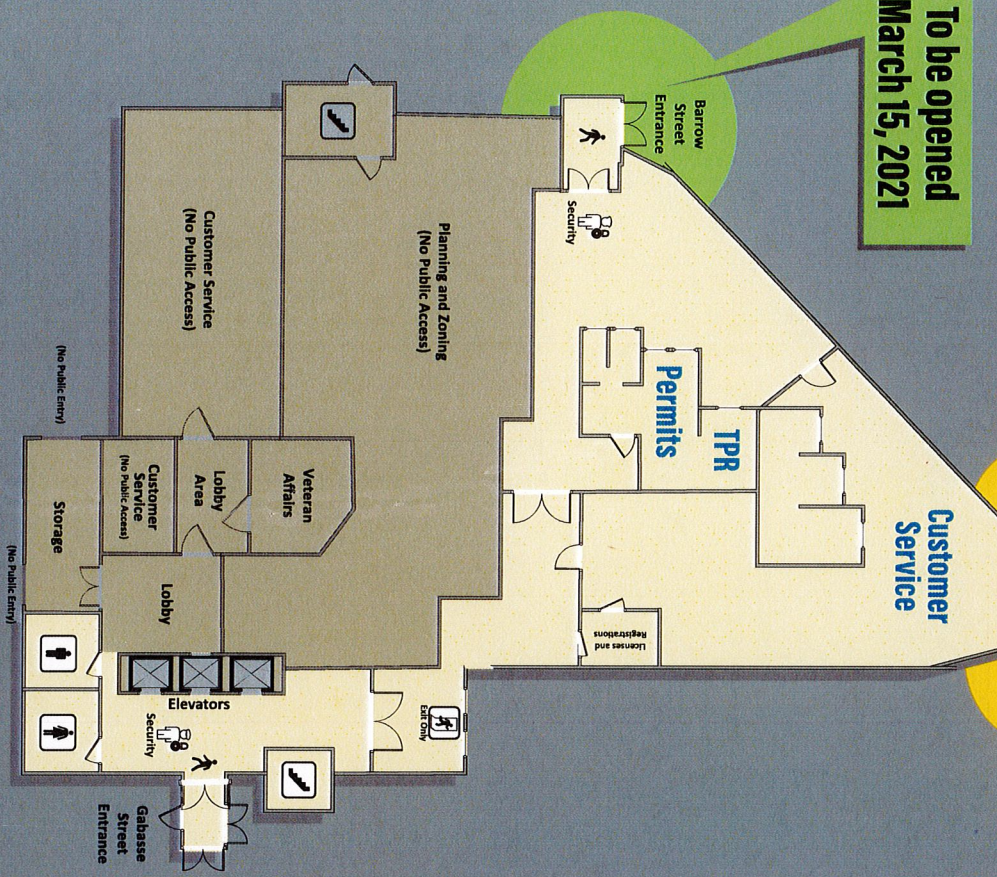 To be opened
March 15, 2021
Barrow
Street
Entrance
Security
Customer Service
(No Public Access)
Planning and Zoning
(No Public Access)
Permits
TPR
Customer
Service
(No Public Entry)
Storage
Customer
Service
(No Public Access)
Lobby
Area
Veteran
Affairs
Lobby
(No Public Entry)
Licenses and
Registrations
Elevators
Security
Exit Only
Gabasse
Street
Entrance